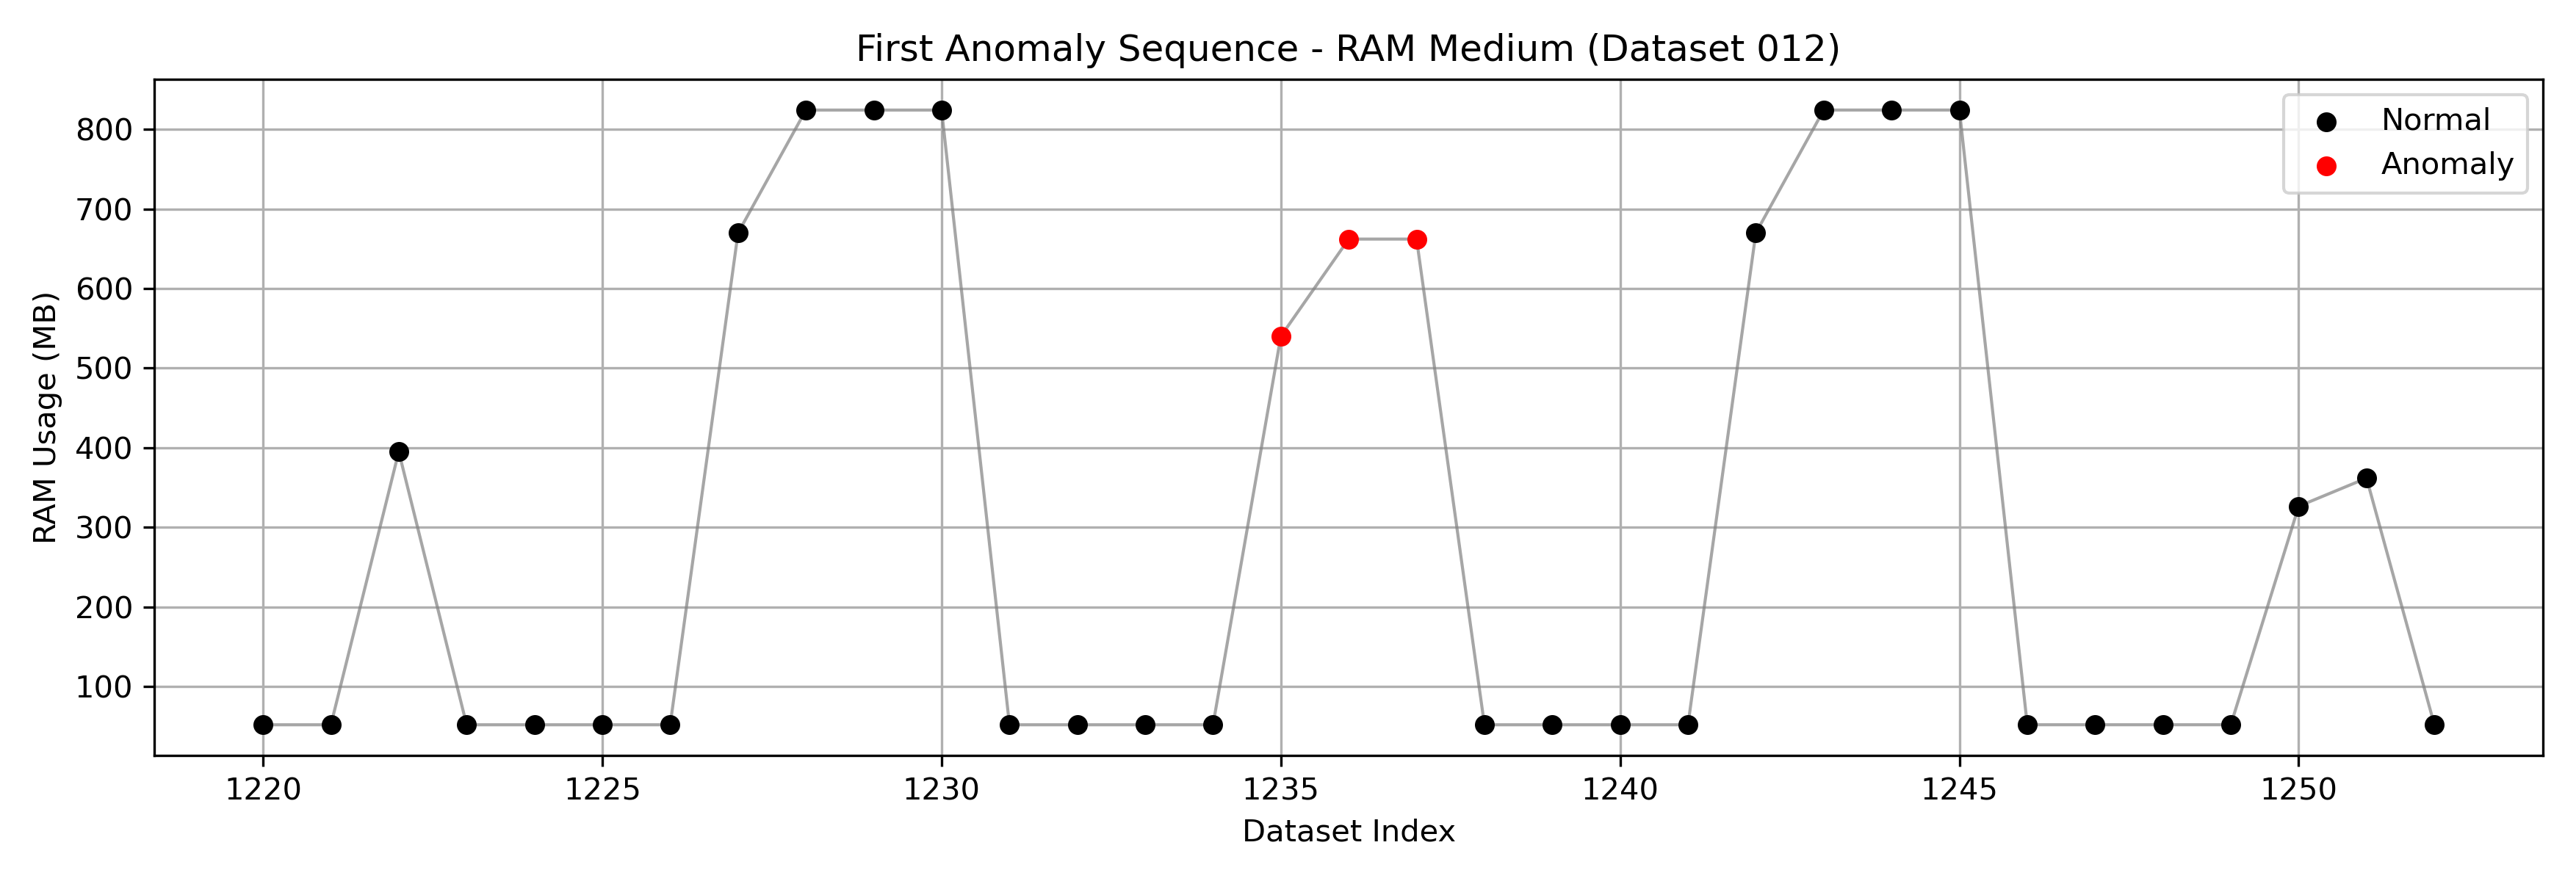 First Anomaly Sequence - RAM Medium (Dataset 012)
Normal
Anomaly
RAM Usage (MB)
800
700
600
500
400
300
200
100
1220 1225 1230 1235 1240 1245 1250
Dataset Index